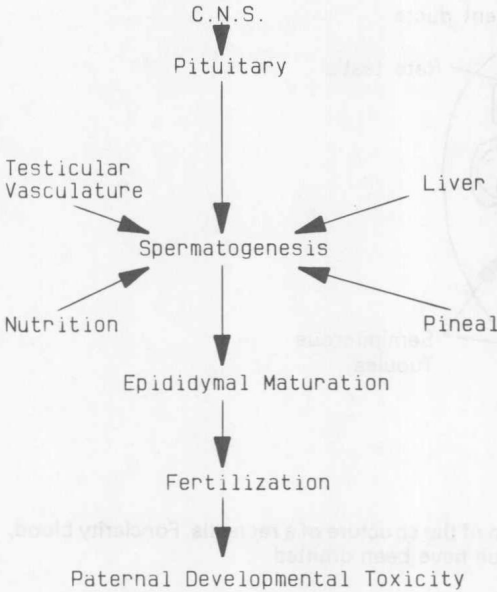 C.N.S.
Pituitary
Testicular
Vasculature
Liver
Spermatogenesis
Nutrition
Pineal
Epididymal Maturation
Fertilization
Paternal Developmental Toxicity